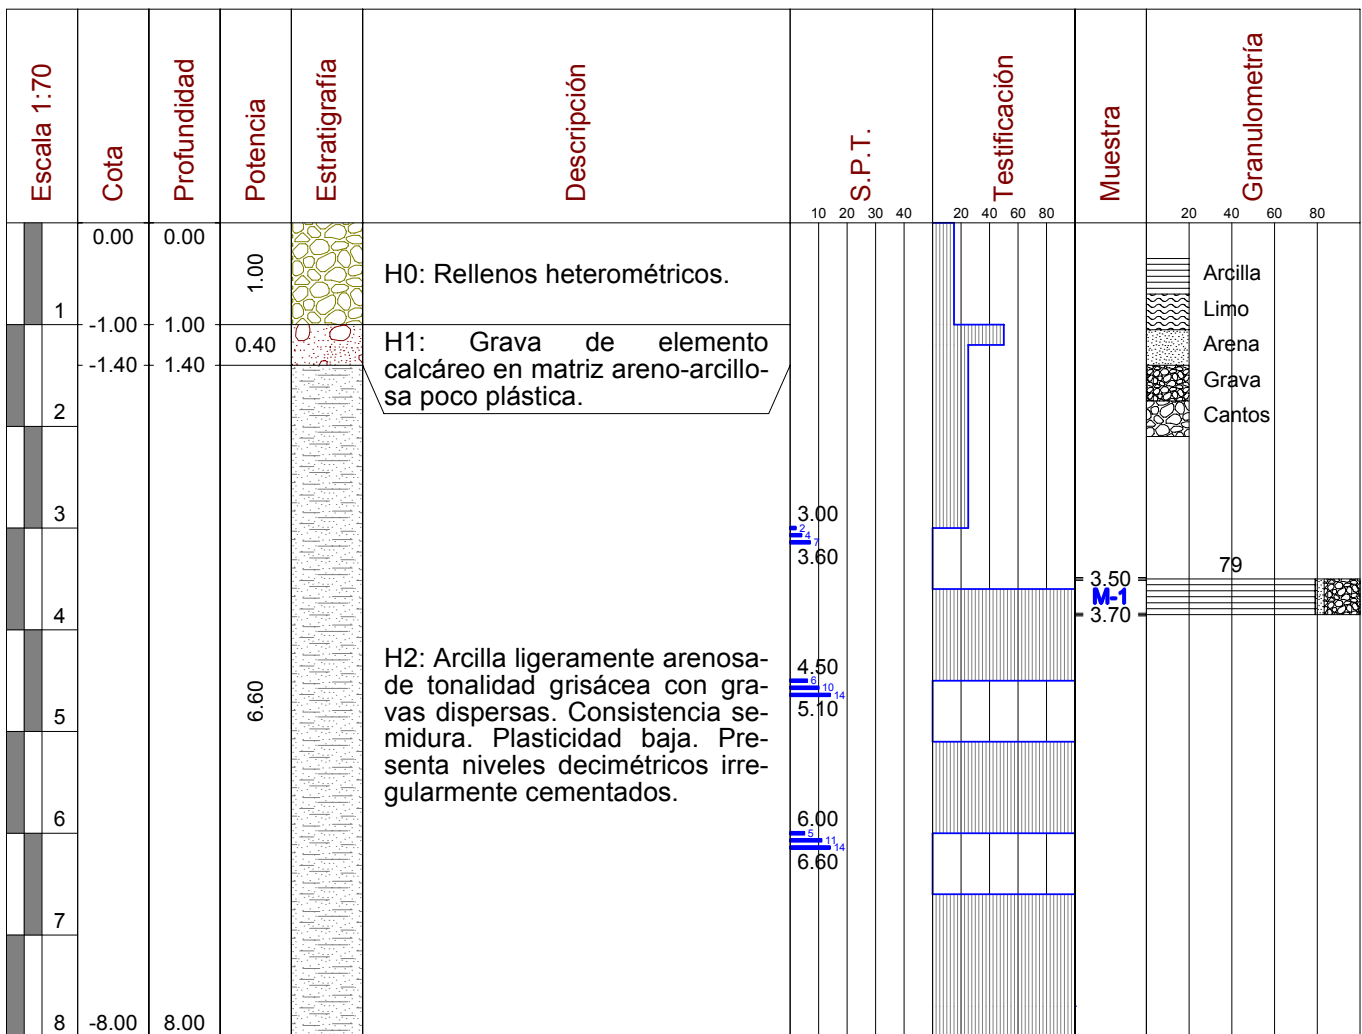 Escala 1:70
Cota
Profundidad
Potencia
Estratigrafía
Descripción
S.P.T.
Testificación
Muestra
Granulometría
10 20 30 40
20 40 60 80
20 40 60 80
0.00 0.00
1.00
H0: Rellenos heterométricos.
Arcilla
Limo
Arena
Grava
Cantos
1
-1.00 1.00
0.40
H1: Grava de elemento
calcáreo en matriz areno-arcillo-
sa poco plástica.
-1.40 1.40
2
3
3.00
2
4
7
3.60
3.50
M-1
3.70
79
4
6.60
H2: Arcilla ligeramente arenosa-
de tonalidad grisácea con gra-
vas dispersas. Consistencia se-
midura. Plasticidad baja. Pre-
senta niveles decimétricos irre-
gularmente cementados.
4.50
6
10
14
5.10
5
6
6.00
5
11
14
6.60
7
8 -8.00 8.00